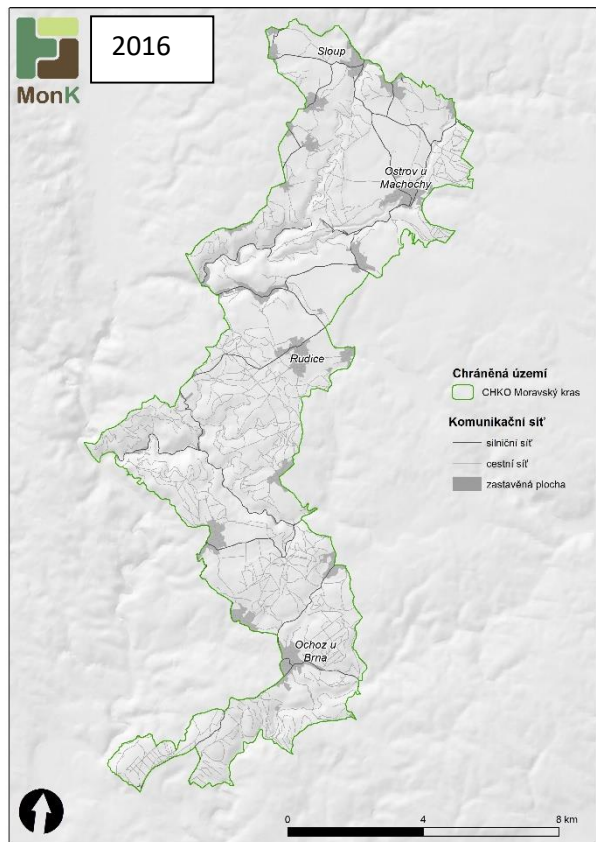 MonK
2016
Sloup
Ostrov u
Machochy
Rudice
Chráněná území
CHKO Moravský kras
Komunikační síť
silniční síť
cestní síť
zastavěná plocha
Ochoz u
Brna
0 4 8 km